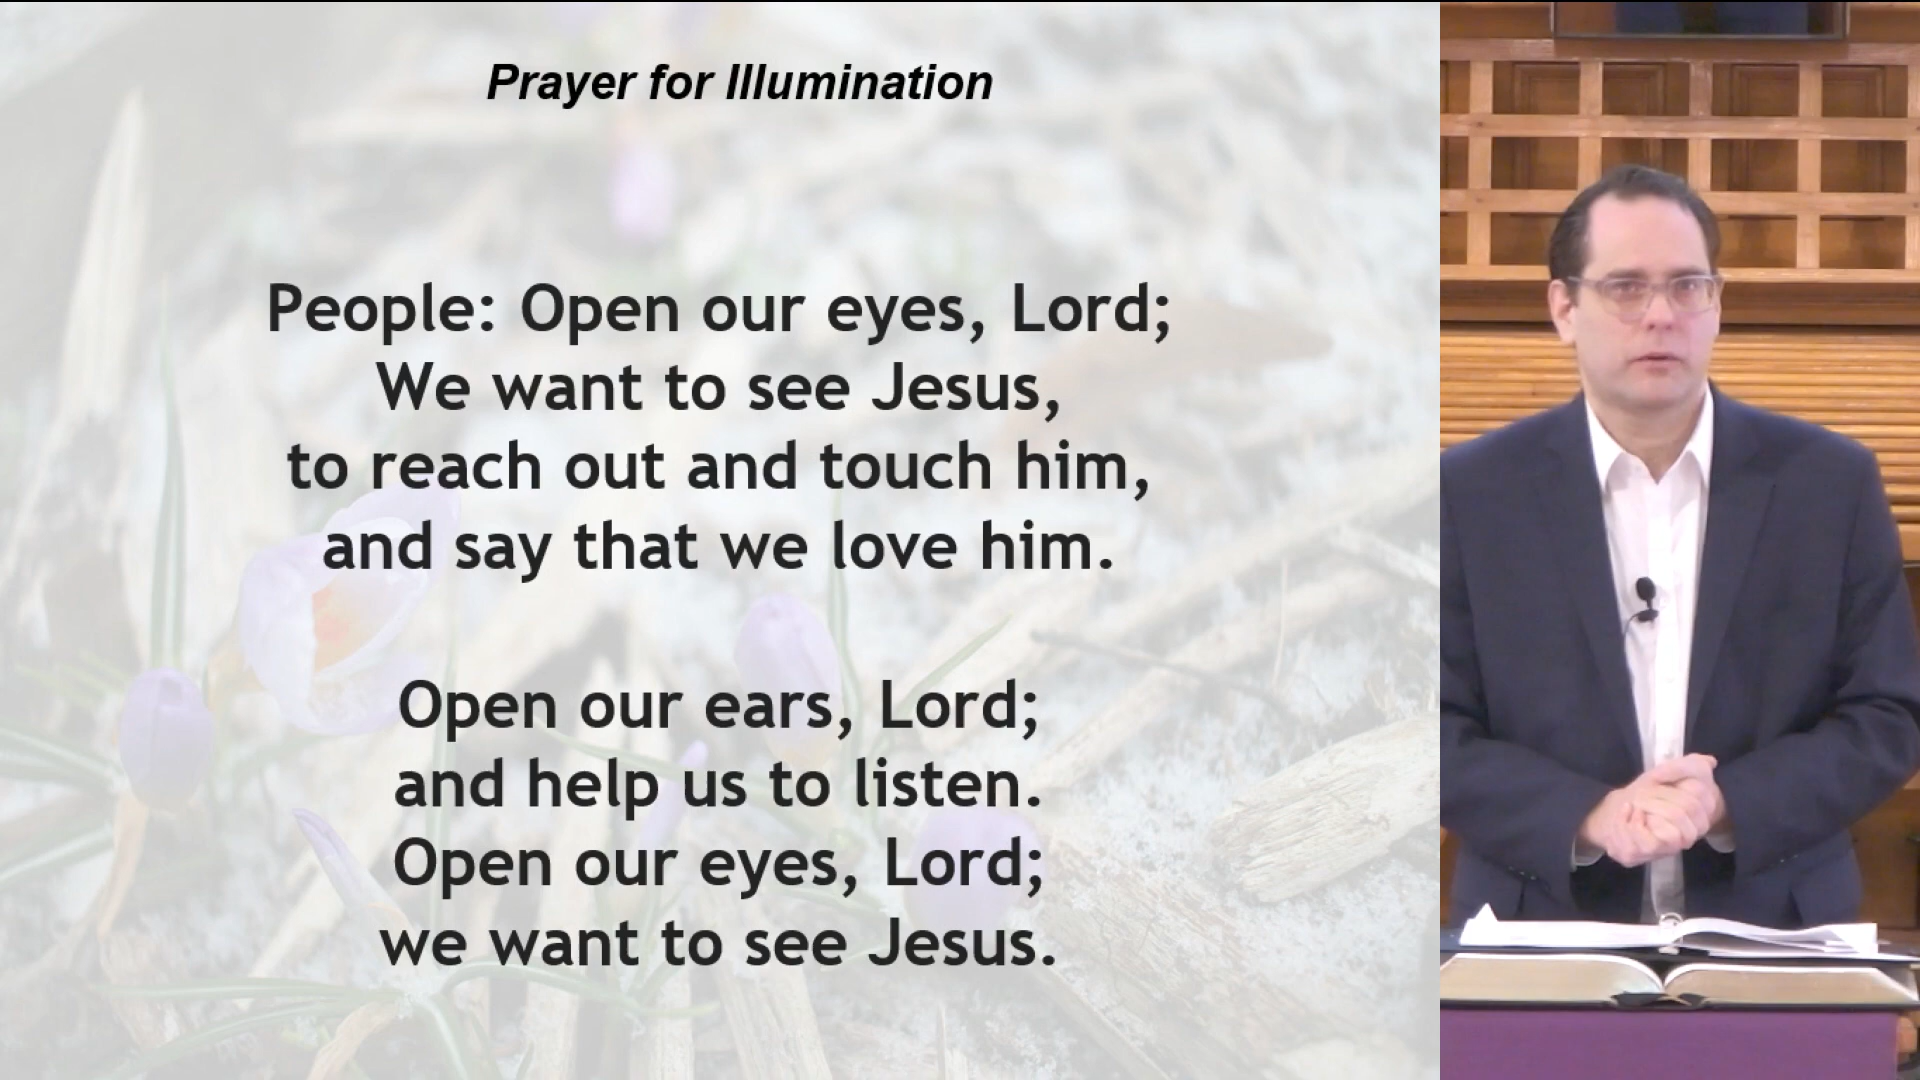 Prayer for Illumination
People: Open our eyes, Lord;
We want to see Jesus,
to reach out and touch him,
and say that we love him.
Open our ears, Lord;
and help us to listen.
Open our eyes, Lord;
we want to see Jesus.